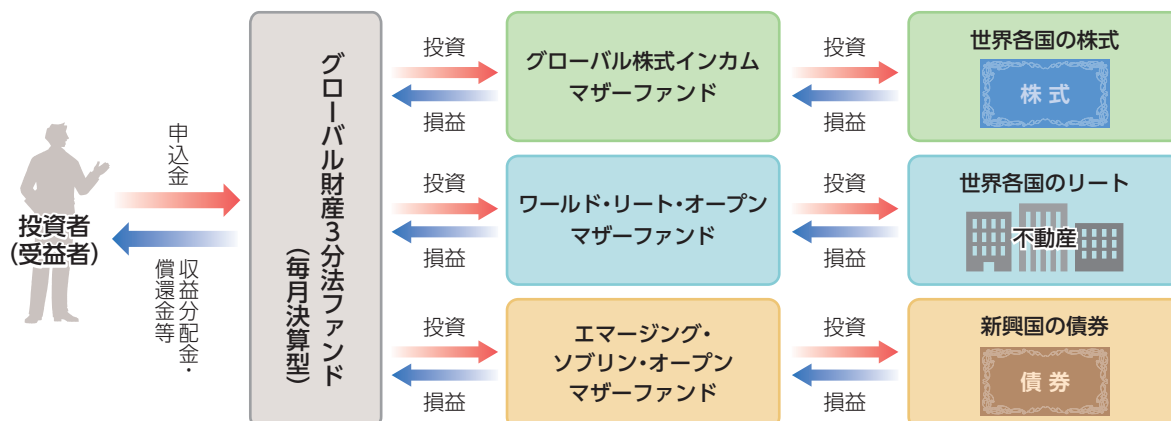 投資者
(受益者)
申込金
収益分配金・
償還金等
グローバル財産3分法ファンド
(毎月決算型)
投資
損益
グローバル株式インカム
マザーファンド
投資
損益
世界各国の株式
株 式
投資
損益
ワールド・リート・オープン
マザーファンド
投資
損益
世界各国のリート
不動産
投資
損益
エマージング・
ソブリン・オープン
マザーファンド
投資
損益
新興国の債券
債 券